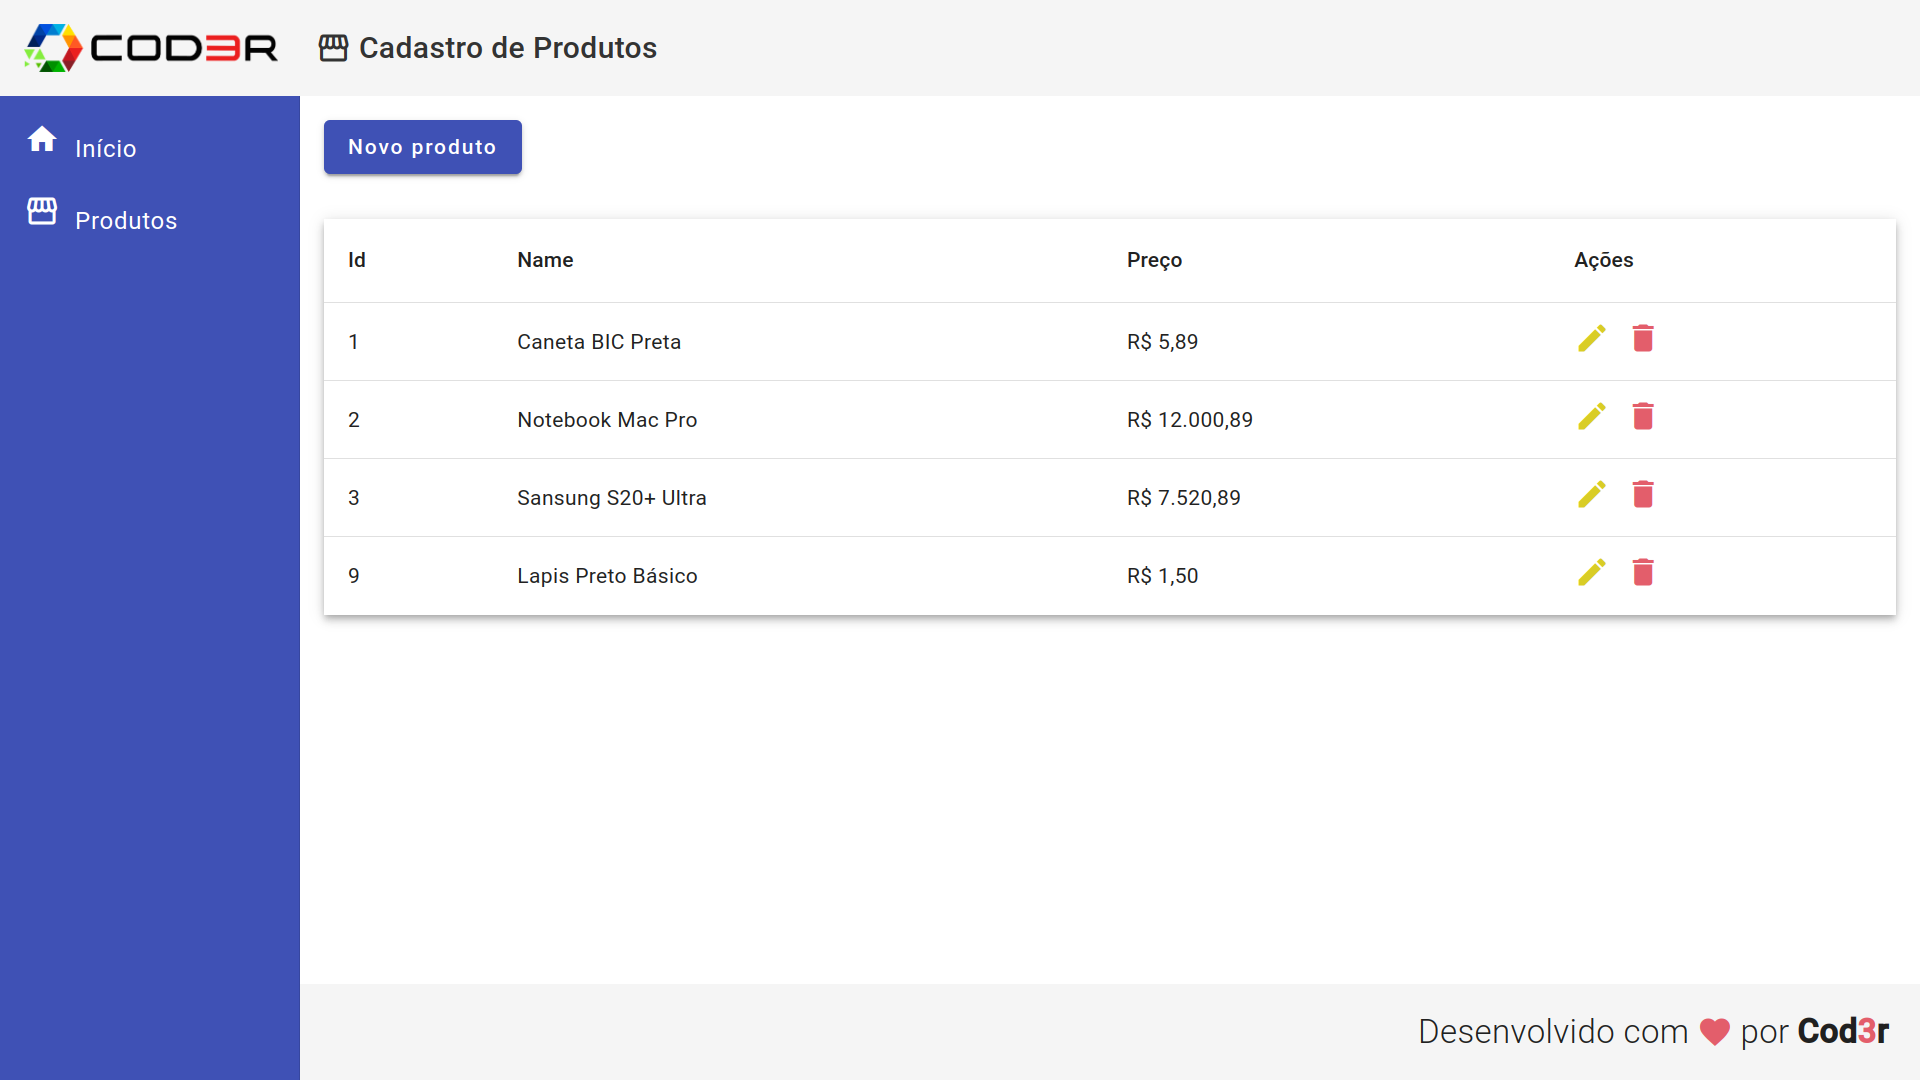 COD3R
Cadastro de Produtos
Início
Produtos
Novo produto
Id Name Preço Ações
1 Caneta BIC Preta R$ 5,89
2 Notebook Mac Pro R$ 12.000,89
3 Sansung S20+ Ultra R$ 7.520,89
9 Lapis Preto Básico R$ 1,50
Desenvolvido com por Cod3r